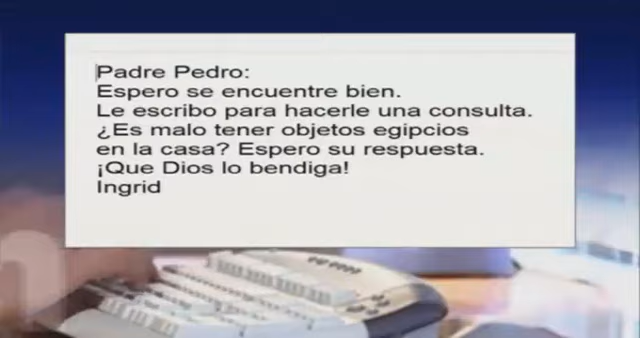 Padre Pedro:
Espero se encuentre bien.
Le escribo para hacerle una consulta.
¿Es malo tener objetos egipcios
en la casa? Espero su respuesta.
¡Que Dios lo bendiga!
Ingrid